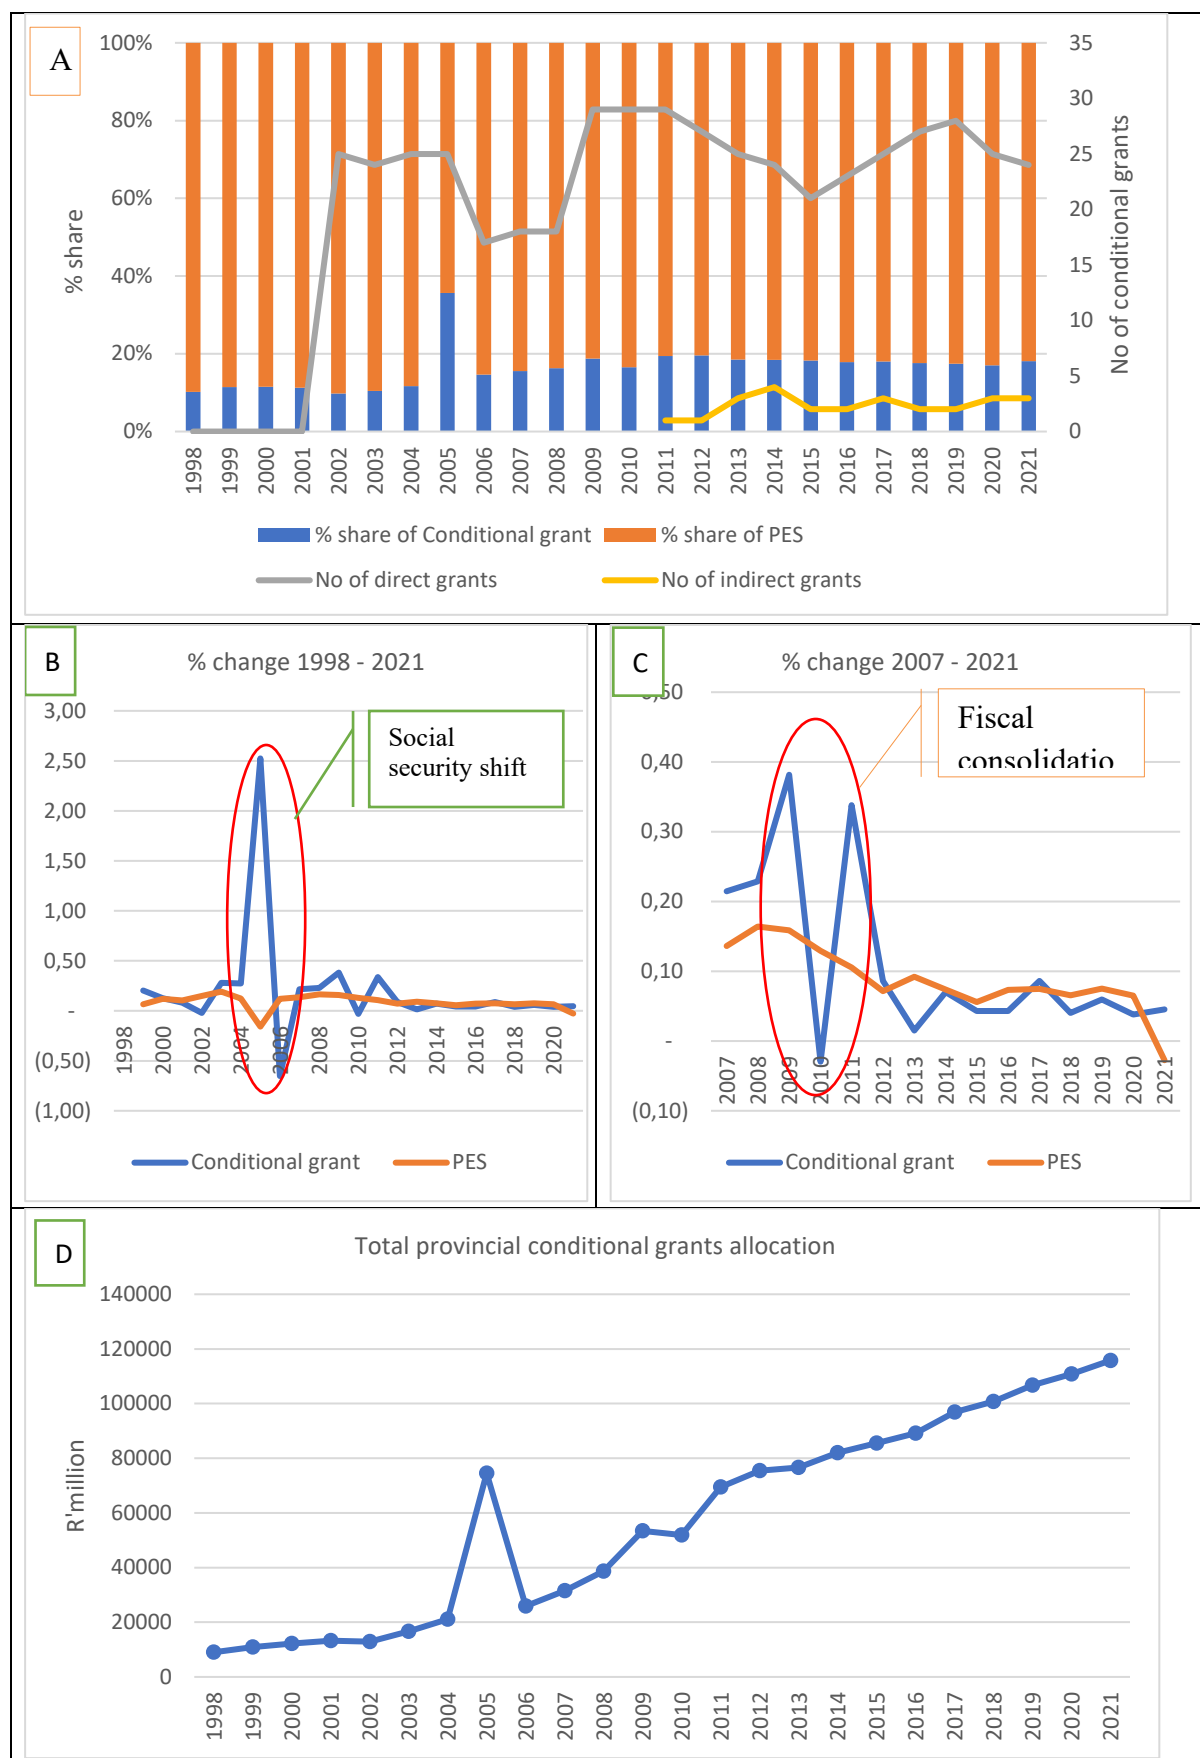 A
100%
80%
60%
40%
20%
0%
% share
35
30
25
20
15
10
5
0
No of conditional grants
1998 1999 2000 2001 2002 2003 2004 2005 2006 2007 2008 2009 2010 2011 2012 2013 2014 2015 2016 2017 2018 2019 2020 2021
% share of Conditional grant % share of PES
No of direct grants No of indirect grants
B
% change 1998 - 2021
Social
security shift
3,00
2,50
2,00
1,50
1,00
0,50
-
(0,50)
(1,00)
1998 2000 2002 2004 2006 2008 2010 2012 2014 2016 2018 2020
Conditional grant PES
C
% change 2007 - 2021
Fiscal
consolidatio
0,50
0,40
0,30
0,20
0,10
-
(0,10)
2007 2008 2009 2010 2011 2012 2013 2014 2015 2016 2017 2018 2019 2020 2021
Conditional grant PES
D
Total provincial conditional grants allocation
140000
120000
100000
80000
60000
40000
20000
0
R'million
1998 1999 2000 2001 2002 2003 2004 2005 2006 2007 2008 2009 2010 2011 2012 2013 2014 2015 2016 2017 2018 2019 2020 2021